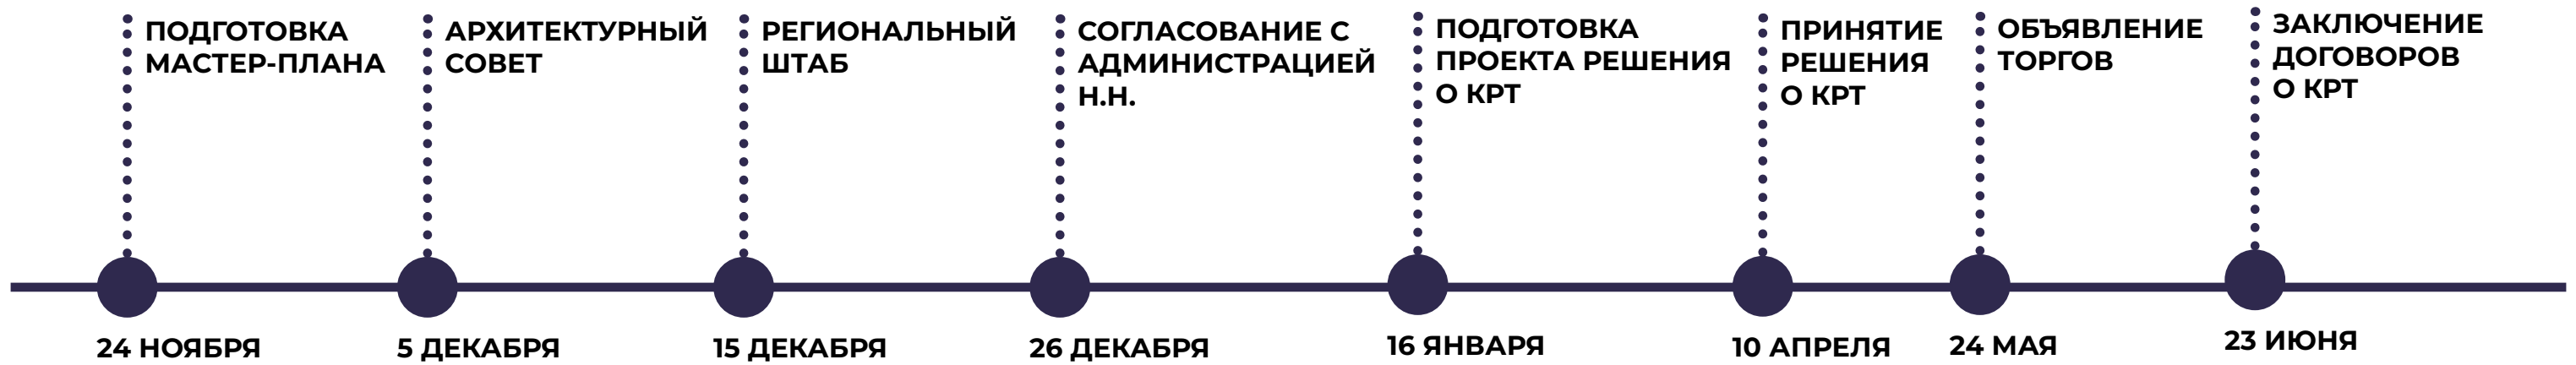 ПОДГОТОВКА
МАСТЕР-ПЛАНА
АРХИТЕКТУРНЫЙ
СОВЕТ
РЕГИОНАЛЬНЫЙ
ШТАБ
СОГЛАСОВАНИЕ С
АДМИНИСТРАЦИЕЙ
Н.Н.
ПОДГОТОВКА
ПРОЕКТА РЕШЕНИЯ
О КРТ
ПРИНЯТИЕ
РЕШЕНИЯ
О КРТ
ОБЪЯВЛЕНИЕ
ТОРГОВ
ЗАКЛЮЧЕНИЕ
ДОГОВОРОВ
О КРТ
24 НОЯБРЯ
5 ДЕКАБРЯ
15 ДЕКАБРЯ
26 ДЕКАБРЯ
16 ЯНВАРЯ
10 АПРЕЛЯ
24 МАЯ
23 ИЮНЯ